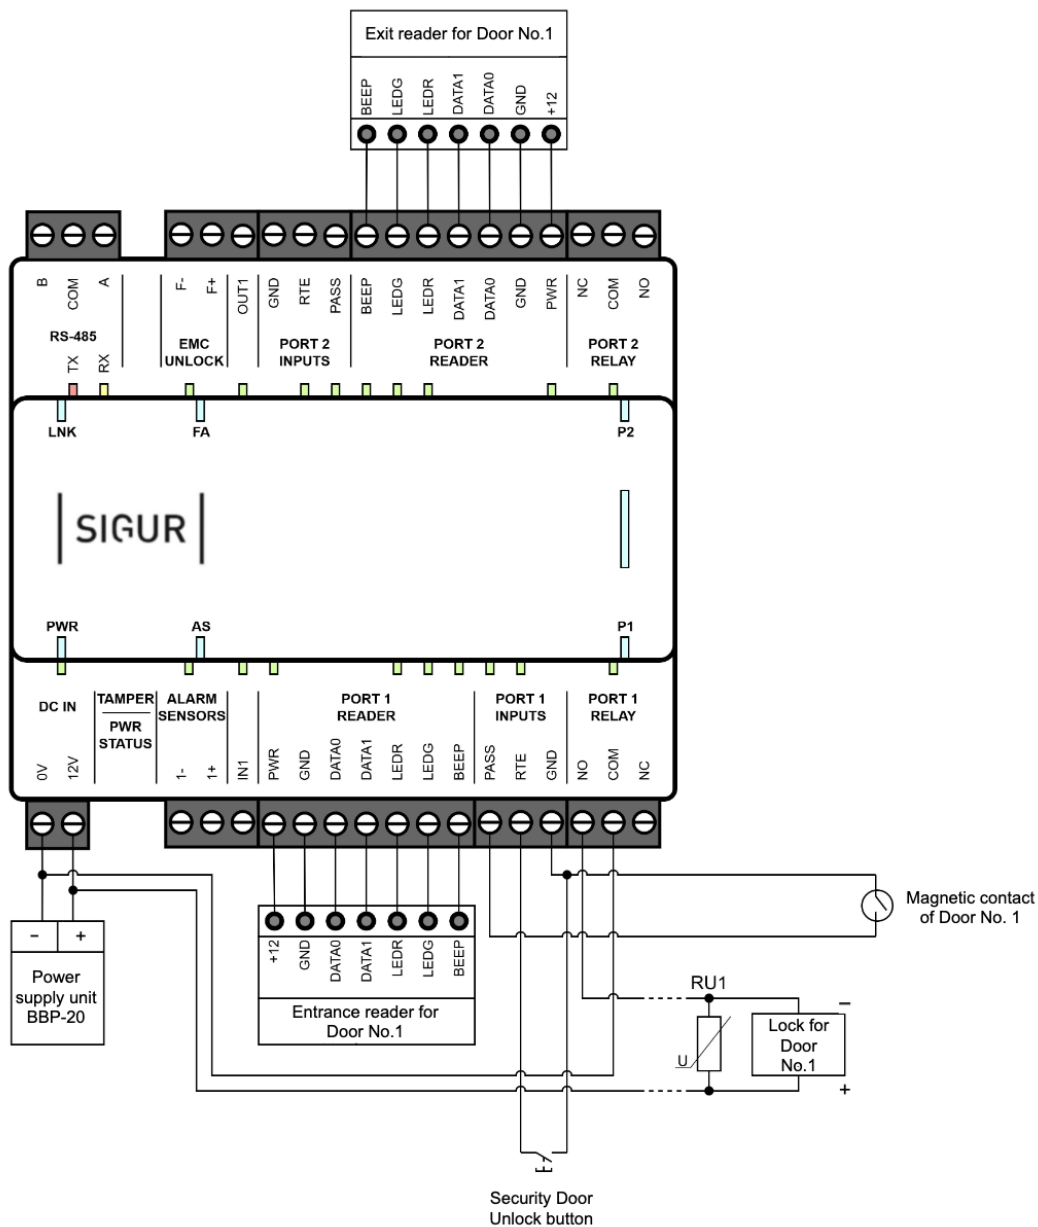 Exit reader for Door No.1
BEEP
LEDG
LEDR
DATA1
DATA0
GND
+12
B
COM
A
F-
F+
OUT1
GND
RTE
PASS
BEEP
LEDG
LEDR
DATA1
DATA0
GND
PWR
NC
COM
NO
RS-485
TX
RX
EMC
UNLOCK
PORT 2
INPUTS
PORT 2
READER
PORT 2
RELAY
LNK
FA
P2
SIGUR
PWR
AS
P1
DC IN
TAMPER
PWR
STATUS
ALARM
SENSORS
PORT 1
READER
PORT 1
INPUTS
PORT 1
RELAY
0V
12V
1-
1+
IN1
PWR
GND
DATA0
DATA1
LEDR
LEDG
BEEP
PASS
RTE
GND
NO
COM
NC
Magnetic contact
of Door No. 1
- +
Power
supply unit
BBP-20
+12
GND
DATA0
DATA1
LEDR
LEDG
BEEP
Entrance reader for
Door No.1
RU1
U
−
Lock for
Door
No.1
+
Security Door
Unlock button